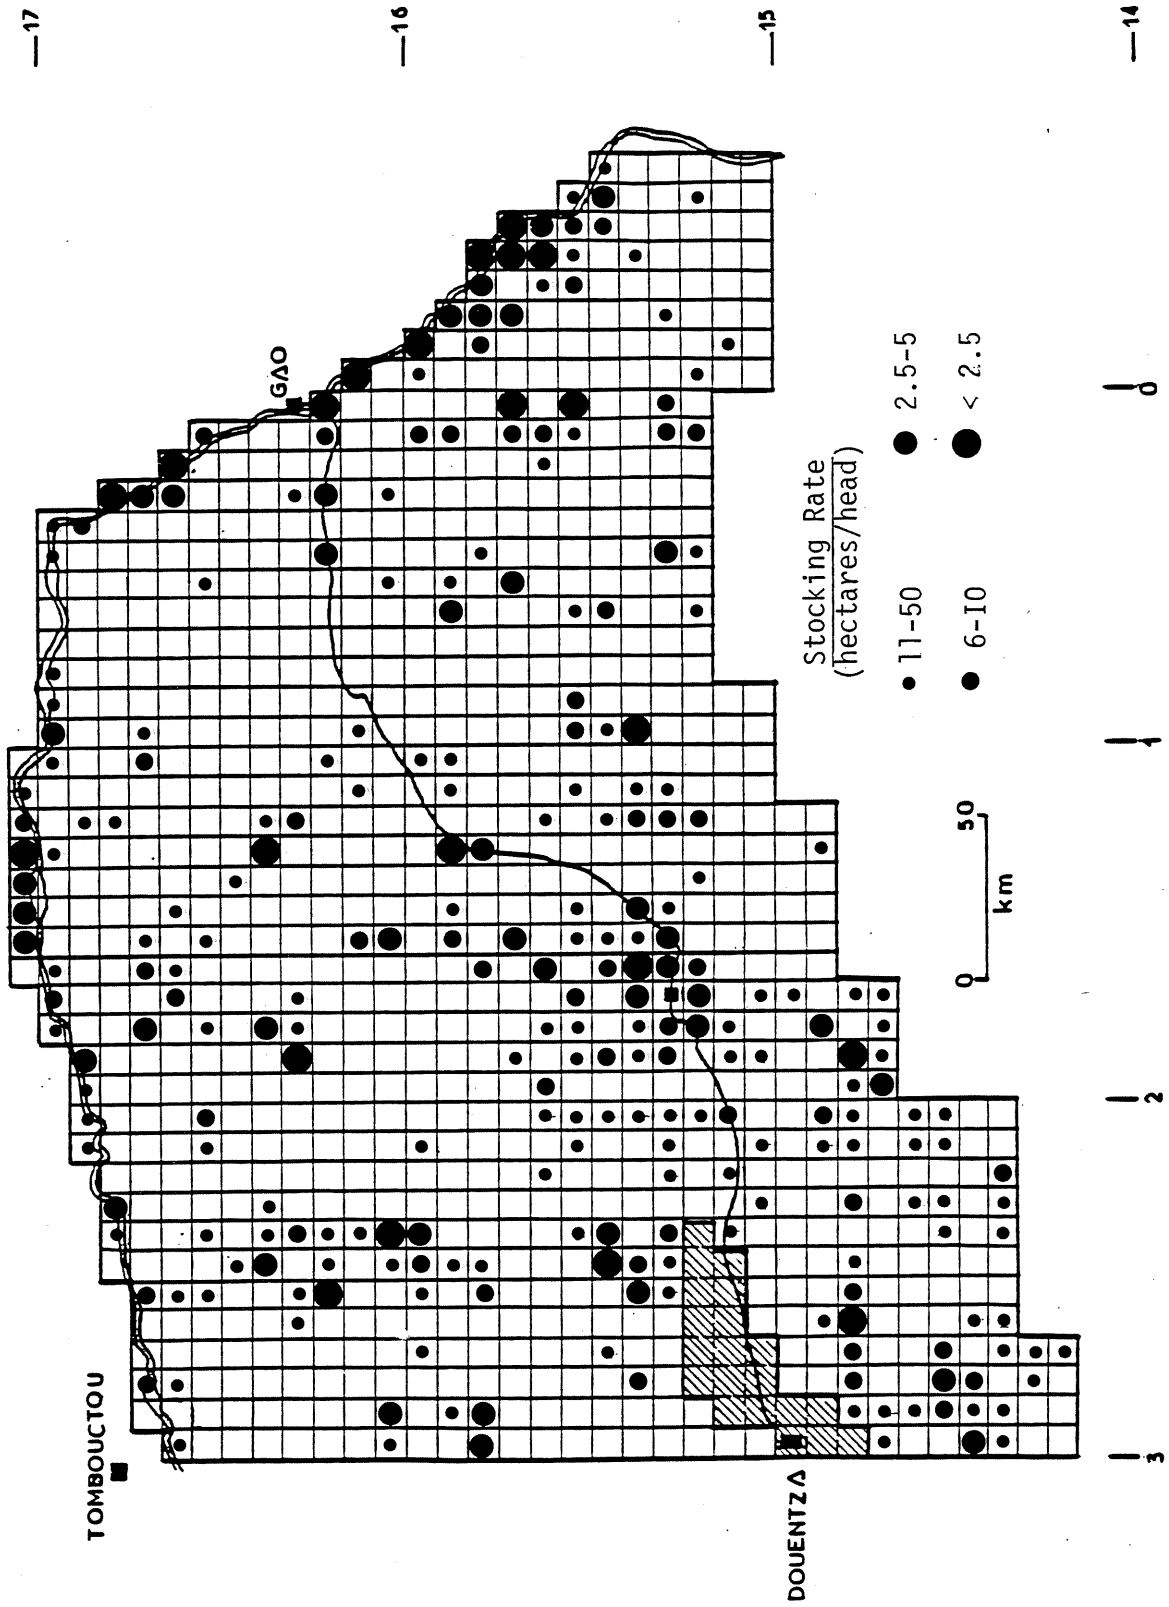 —17
—16
—15
—14
GAO
TOMBOUCTOU
DOUENTZA
Stocking Rate
(hectares/head)
11-50
2.5-5
6-10
< 2.5
0
50
km
3
2
1
0